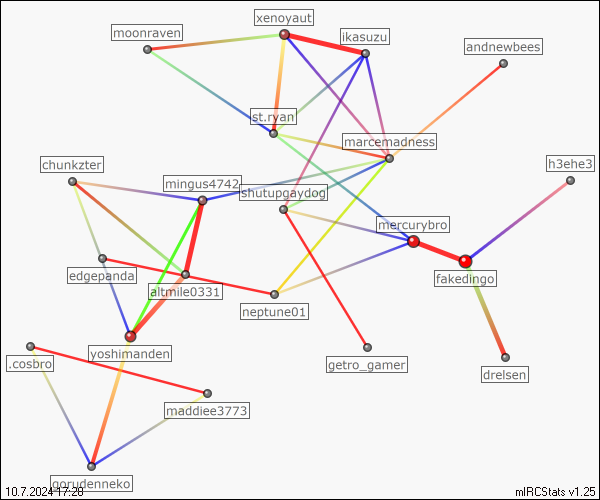 xenoyaut
moonraven
ikasuzu
andnewbees
st.ryan
marcemadness
chunkzter
h3ehe3
mingus4742
shutupgaydog
mercurybro
edgepanda
fakedingo
altmile0331
neptune01
yoshimanden
.cosbro
getro_gamer
drelsen
maddiee3773
gorudenneko
10.7.2024 17:28
mIRCStats v1.25